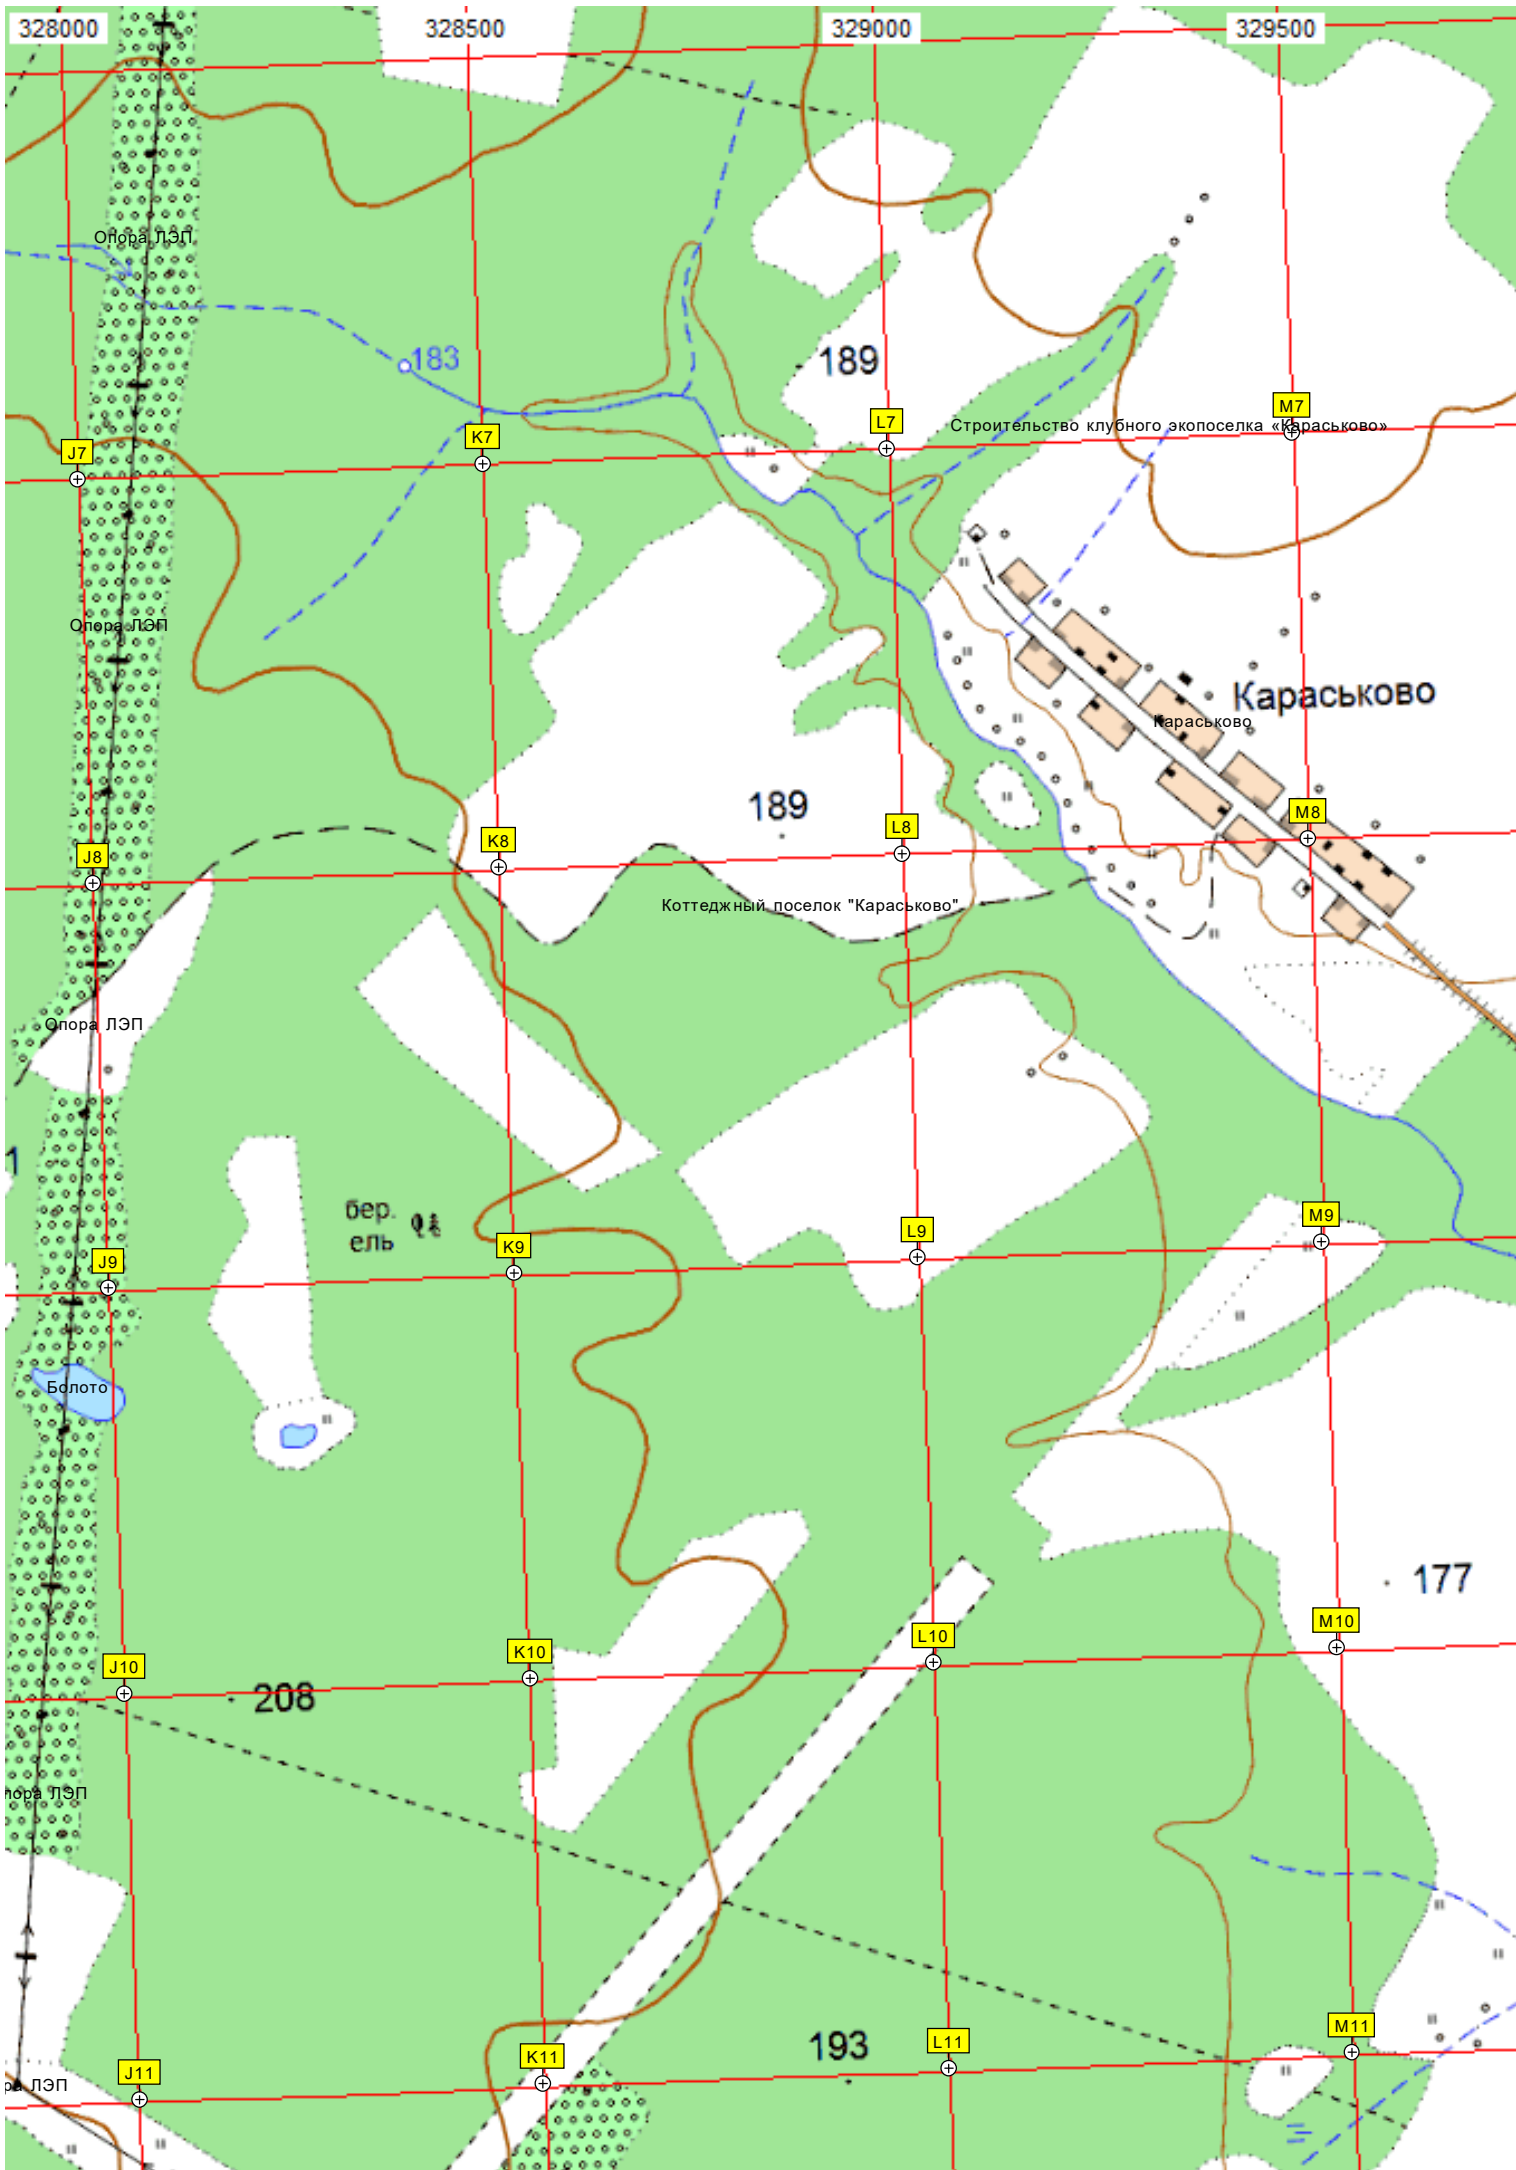 328000 328500 329000 329500
Опора ЛЭП
183
189
M7
L7
Строительство клубного экопоселка «Караськово»
K7
J7
Опора ЛЭП
Караськово
Караськово
189
M8
L8
K8
J8
Коттеджный поселок "Караськово"
Опора ЛЭП
1
бер.
ель
M9
L9
K9
J9
Болото
177
M10
L10
K10
J10
208
пора ЛЭП
193
M11
L11
K11
J11
ра ЛЭП